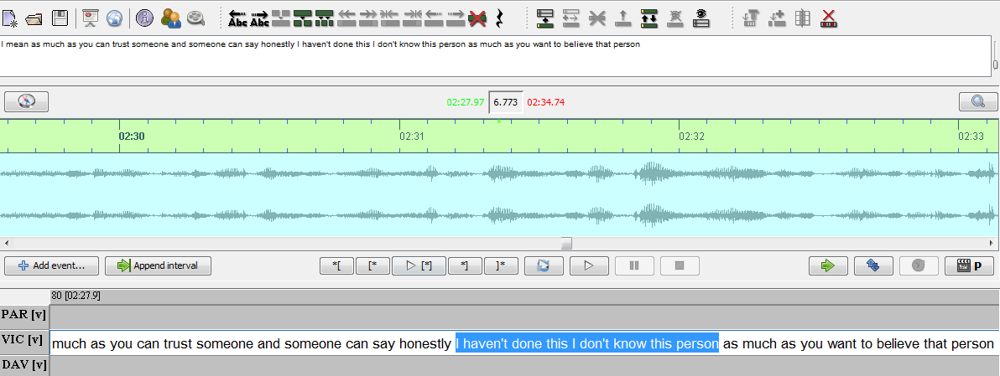 Abc Abc
I mean as much as you can trust someone and someone can say honestly I haven't done this I don't know this person as much as you want to believe that person
02:27.97 6.773 02:34.74
02:30 02:31 02:32 02:33
Add event... Append interval *[ [* [*] *] ]* P
80 [02:27.9]
PAR [v]
VIC [v] much as you can trust someone and someone can say honestly I haven't done this I don't know this person as much as you want to believe that person
DAV [v]